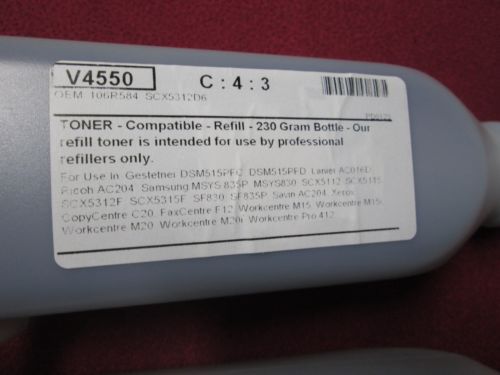 V4550 C : 4 : 3
OEM 106R584 SCX5312D6
TONER - Compatible - Refill - 230 Gram Bottle - Our
refill toner is intended for use by professional
refillers only.
For Use In Gestetner DSM515PFC DSM515PFD Lanier AC016D
Ricoh AC204 Samsung MSYS 835P MSYS830 SCX5112 SCX5115
SCX5312F SCX5315F SF830 SF835P Savin AC204 Xerox
CopyCentre C20 FaxCentre F12 Workcentre M15 Workcentre M15i
Workcentre M20 Workcentre M20i Workcentre Pro 412